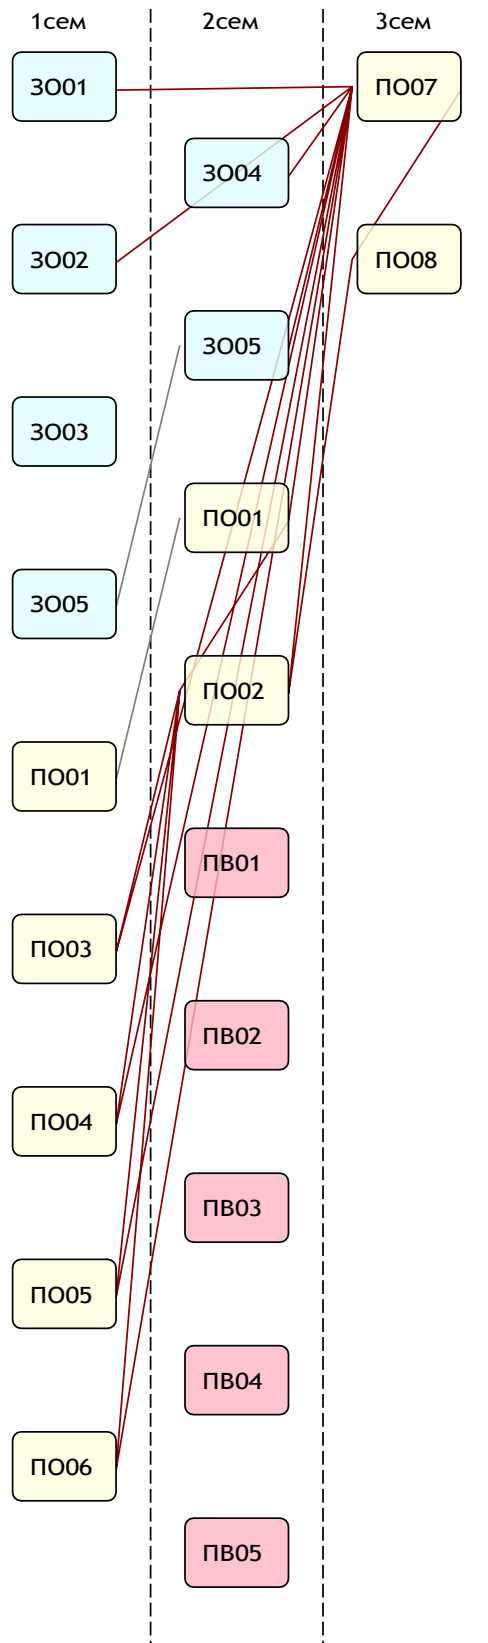 1сем 2сем 3сем
ЗО01 ПО07
ЗО04
ЗО02 ПО08
ЗО05
ЗО03
ПО01
ЗО05
ПО02
ПО01
ПВ01
ПО03
ПВ02
ПО04
ПВ03
ПО05
ПВ04
ПО06
ПВ05